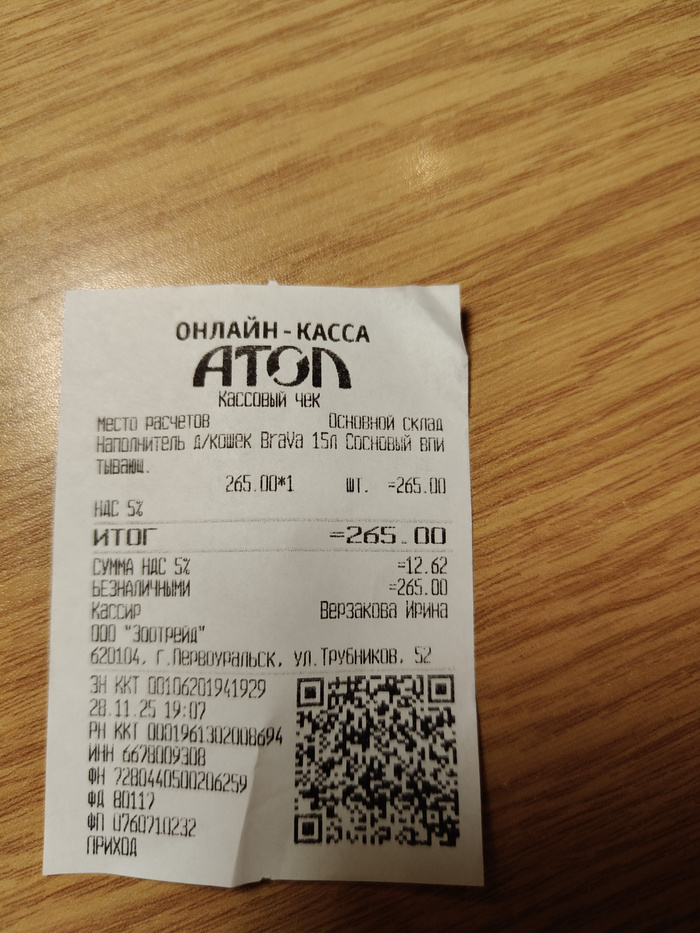 ОНЛАЙН-КАССА
АТОЛ
Кассовый чек
Место расчетов Основной склад
Наполнитель д/кошек BraVa 15л Сосновый впи
тывающ.
265.00*1 шт. =265.00
НДС 5%
ИТОГ =265.00
СУММА НДС 5% =12.62
БЕЗНАЛИЧНЫМИ =265.00
Кассир Верзакова Ирина
ООО "Зоотрейд"
620104, г.Первоуральск, ул.Трубников, 52
ЗН ККТ 00106201941929
28.11.25 19:07
РН ККТ 0001961302008694
ИНН 6678009308
ФН 7280440500206259
ФД 80117
ФП 0760710232
ПРИХОД